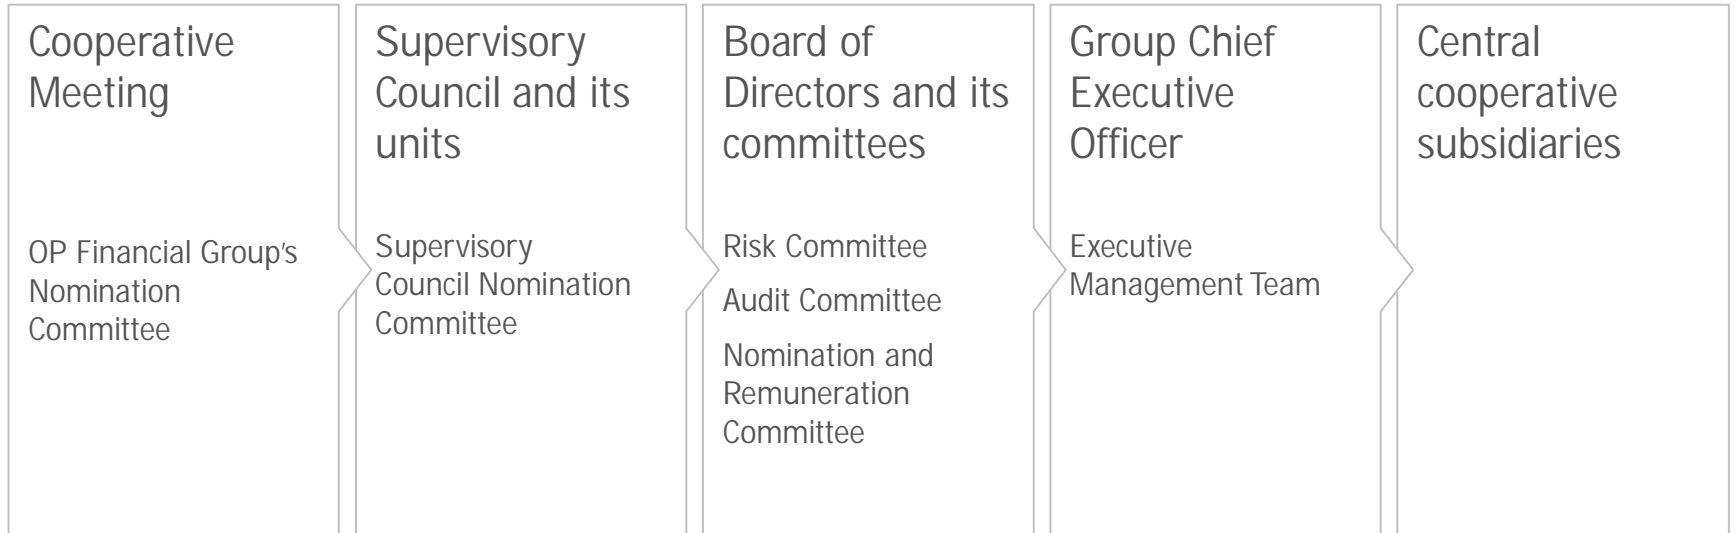 Cooperative
Meeting
OP Financial Group's
Nomination
Committee
Supervisory
Council and its
units
Supervisory
Council Nomination
Committee
Board of
Directors and its
committees
Risk Committee
Audit Committee
Nomination and
Remuneration
Committee
Group Chief
Executive
Officer
Executive
Management Team
Central
cooperative
subsidiaries